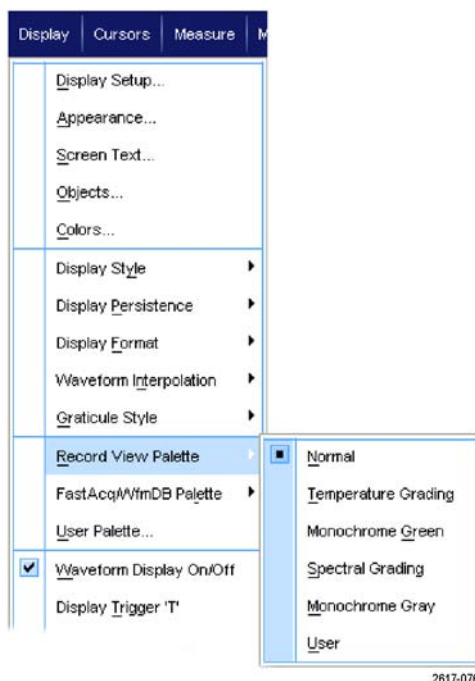 Display Cursors Measure
Display Setup...
Appearance...
Screen Text...
Objects...
Colors...
Display Style
Display Persistence
Display Format
Waveform Interpolation
Graticule Style
Record View Palette
Normal
FastAcq/WfmDB Palette
Temperature Grading
User Palette...
Monochrome Green
Waveform Display On/Off
Spectral Grading
Display Trigger 'T'
Monochrome Gray
User